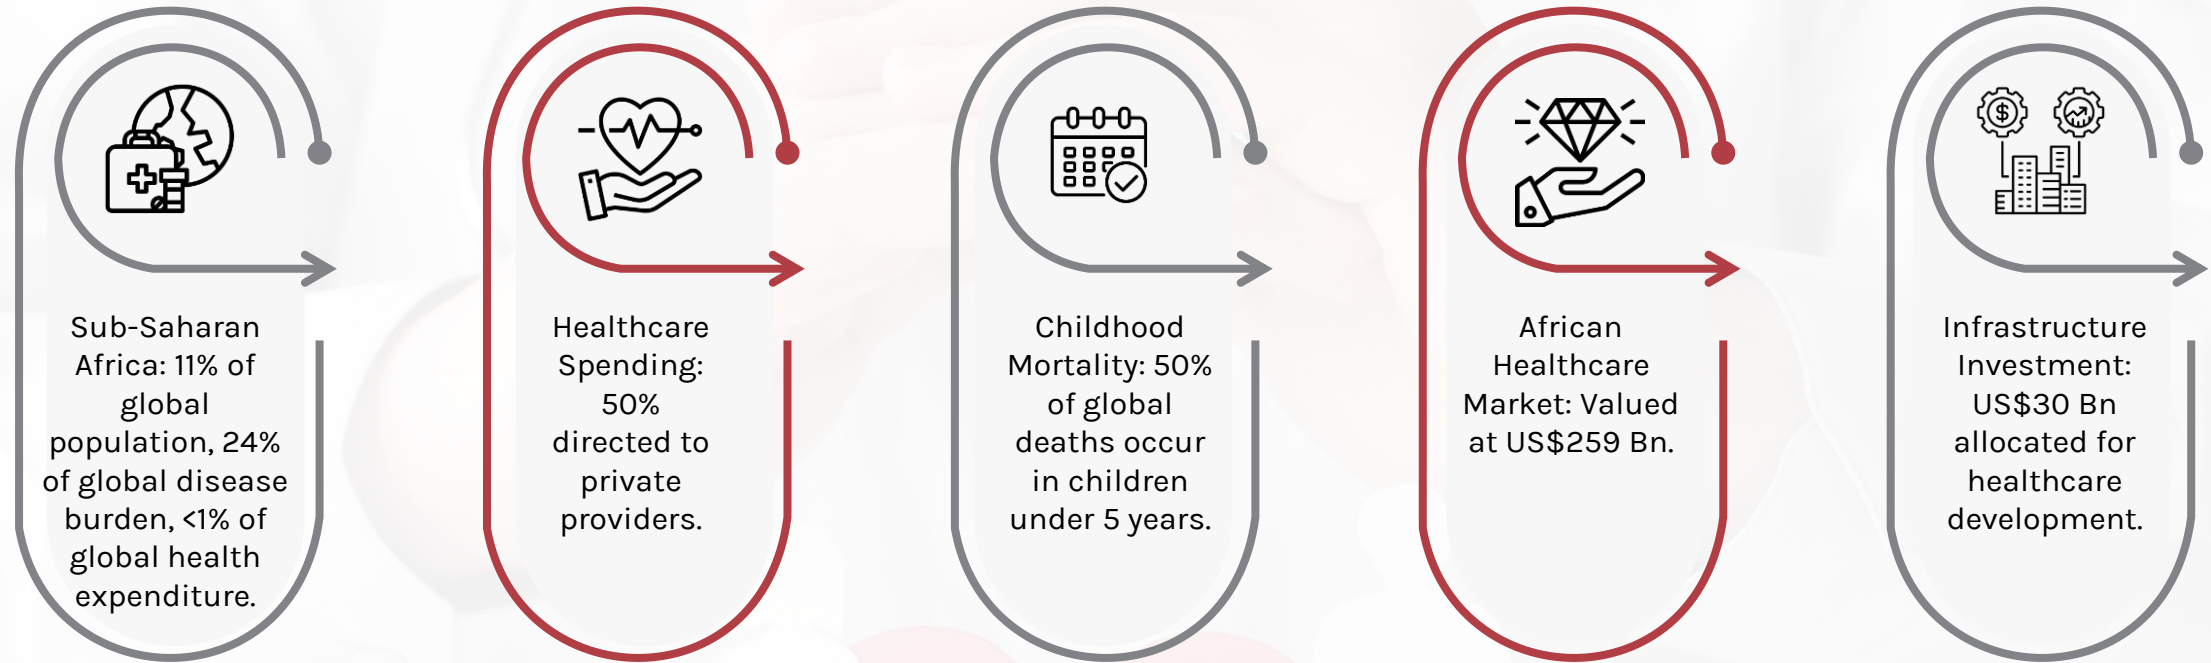 Sub-Saharan
Africa: 11% of
global
population, 24%
of global disease
burden, <1% of
global health
expenditure.
Healthcare
Spending:
50%
directed to
private
providers.
Childhood
Mortality: 50%
of global
deaths occur
in children
under 5 years.
African
Healthcare
Market: Valued
at US$259 Bn.
Infrastructure
Investment:
US$30 Bn
allocated for
healthcare
development.